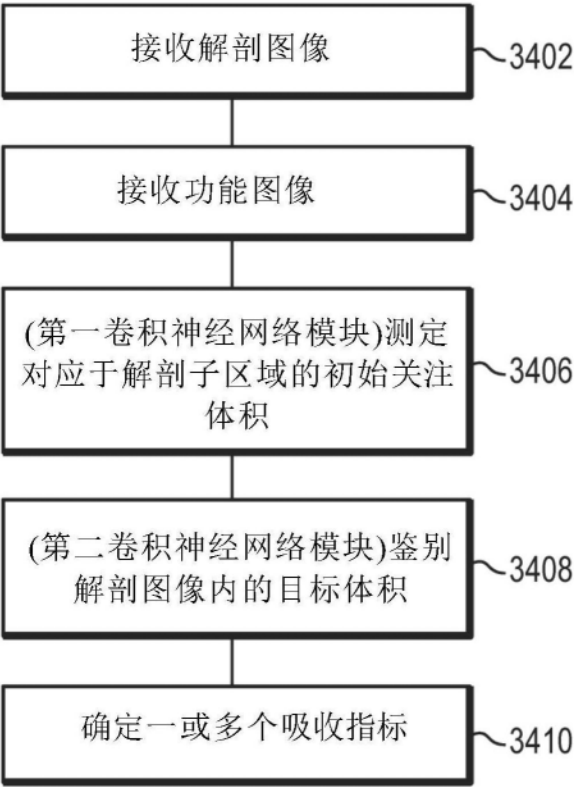 接收解剖图像
3402
接收功能图像
3404
(第一卷积神经网络模块)测定
对应于解剖子区域的初始关注
体积
3406
(第二卷积神经网络模块)鉴别
解剖图像内的目标体积
3408
确定一或多个吸收指标
3410